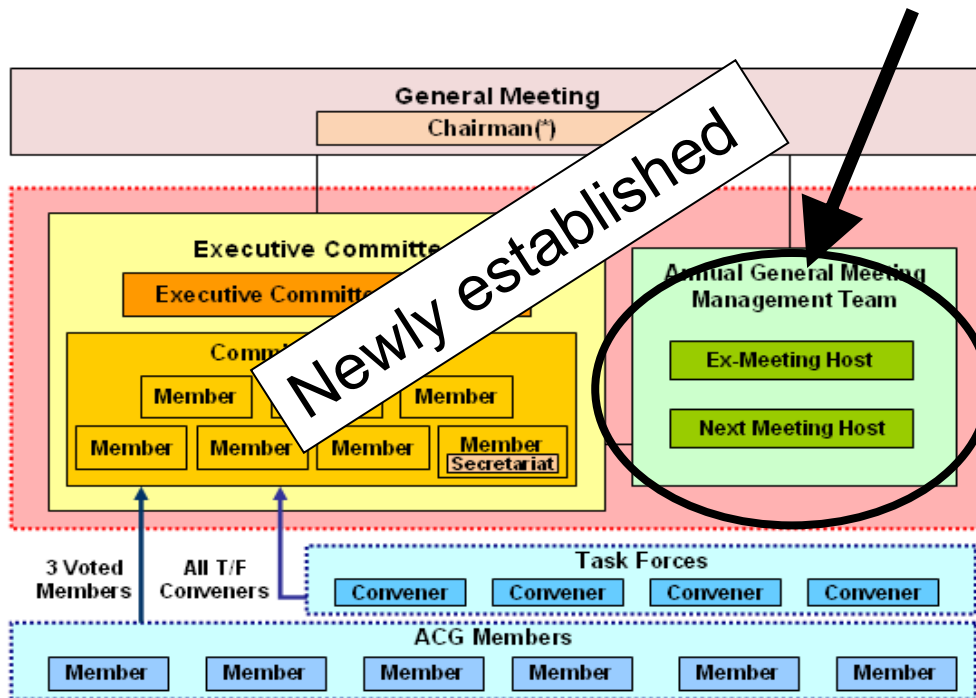 General Meeting
Chairman(*)
Newly established
Executive Committe
Executive Committe
Comm
Member
Member
Member
Member
Member
Member
Secretariat
Annual General Meeting
Management Team
Ex-Meeting Host
Next Meeting Host
3 Voted
Members
All T/F
Conveners
Task Forces
Convener
Convener
Convener
Convener
ACG Members
Member
Member
Member
Member
Member
Member